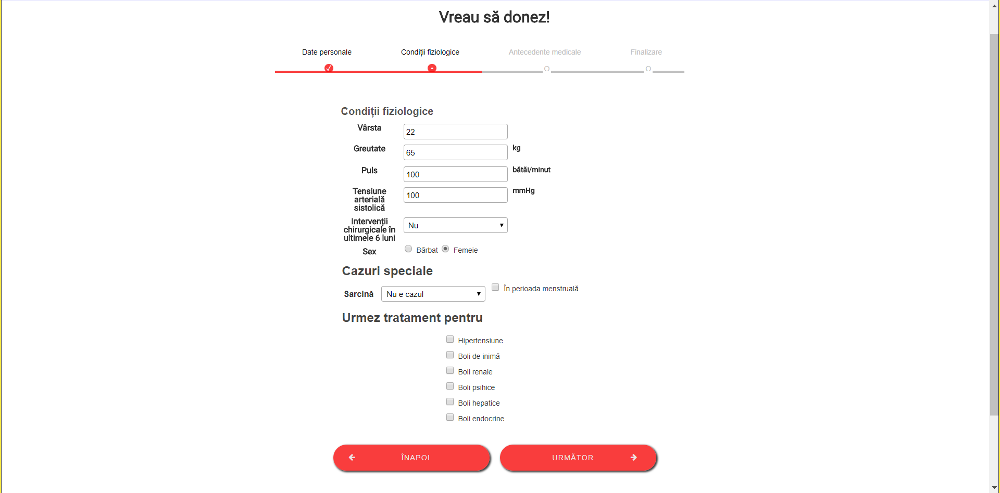 Vreau să donez!
Date personale Condiții fiziologice Antecedente medicale Finalizare
Condiții fiziologice
Vârsta 22
Greutate 65 kg
Puls 100 bătăi/minut
Tensiune arterială sistolică 100 mmHg
Intervenții chirurgicale în ultimele 6 luni Nu
Sex Bărbat Femeie
Cazuri speciale
Sarcină Nu e cazul În perioada menstruală
Urmez tratament pentru
Hipertensiune
Boli de inimă
Boli renale
Boli psihice
Boli hepatice
Boli endocrine
ÎNAPOI URMĂTOR